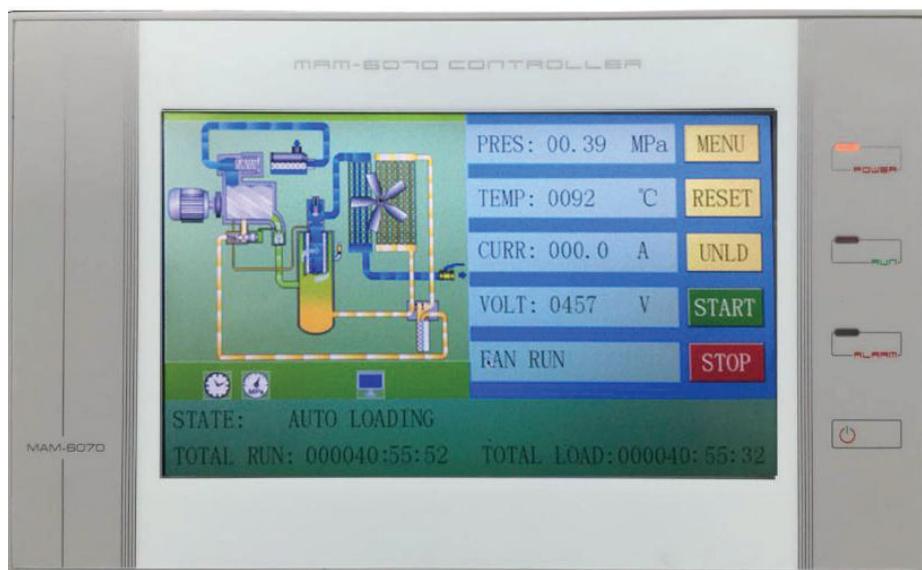 MAM-6070 CONTROLLER
PRES: 00.39 MPa MENU
TEMP: 0092 ℃ RESET
CURR: 000.0 A UNLD
VOLT: 0457 V START
FAN RUN STOP
STATE: AUTO LOADING
TOTAL RUN: 000040:55:52 TOTAL LOAD:000040:55:32
POWER
RUN
ALARM
MAM-6070